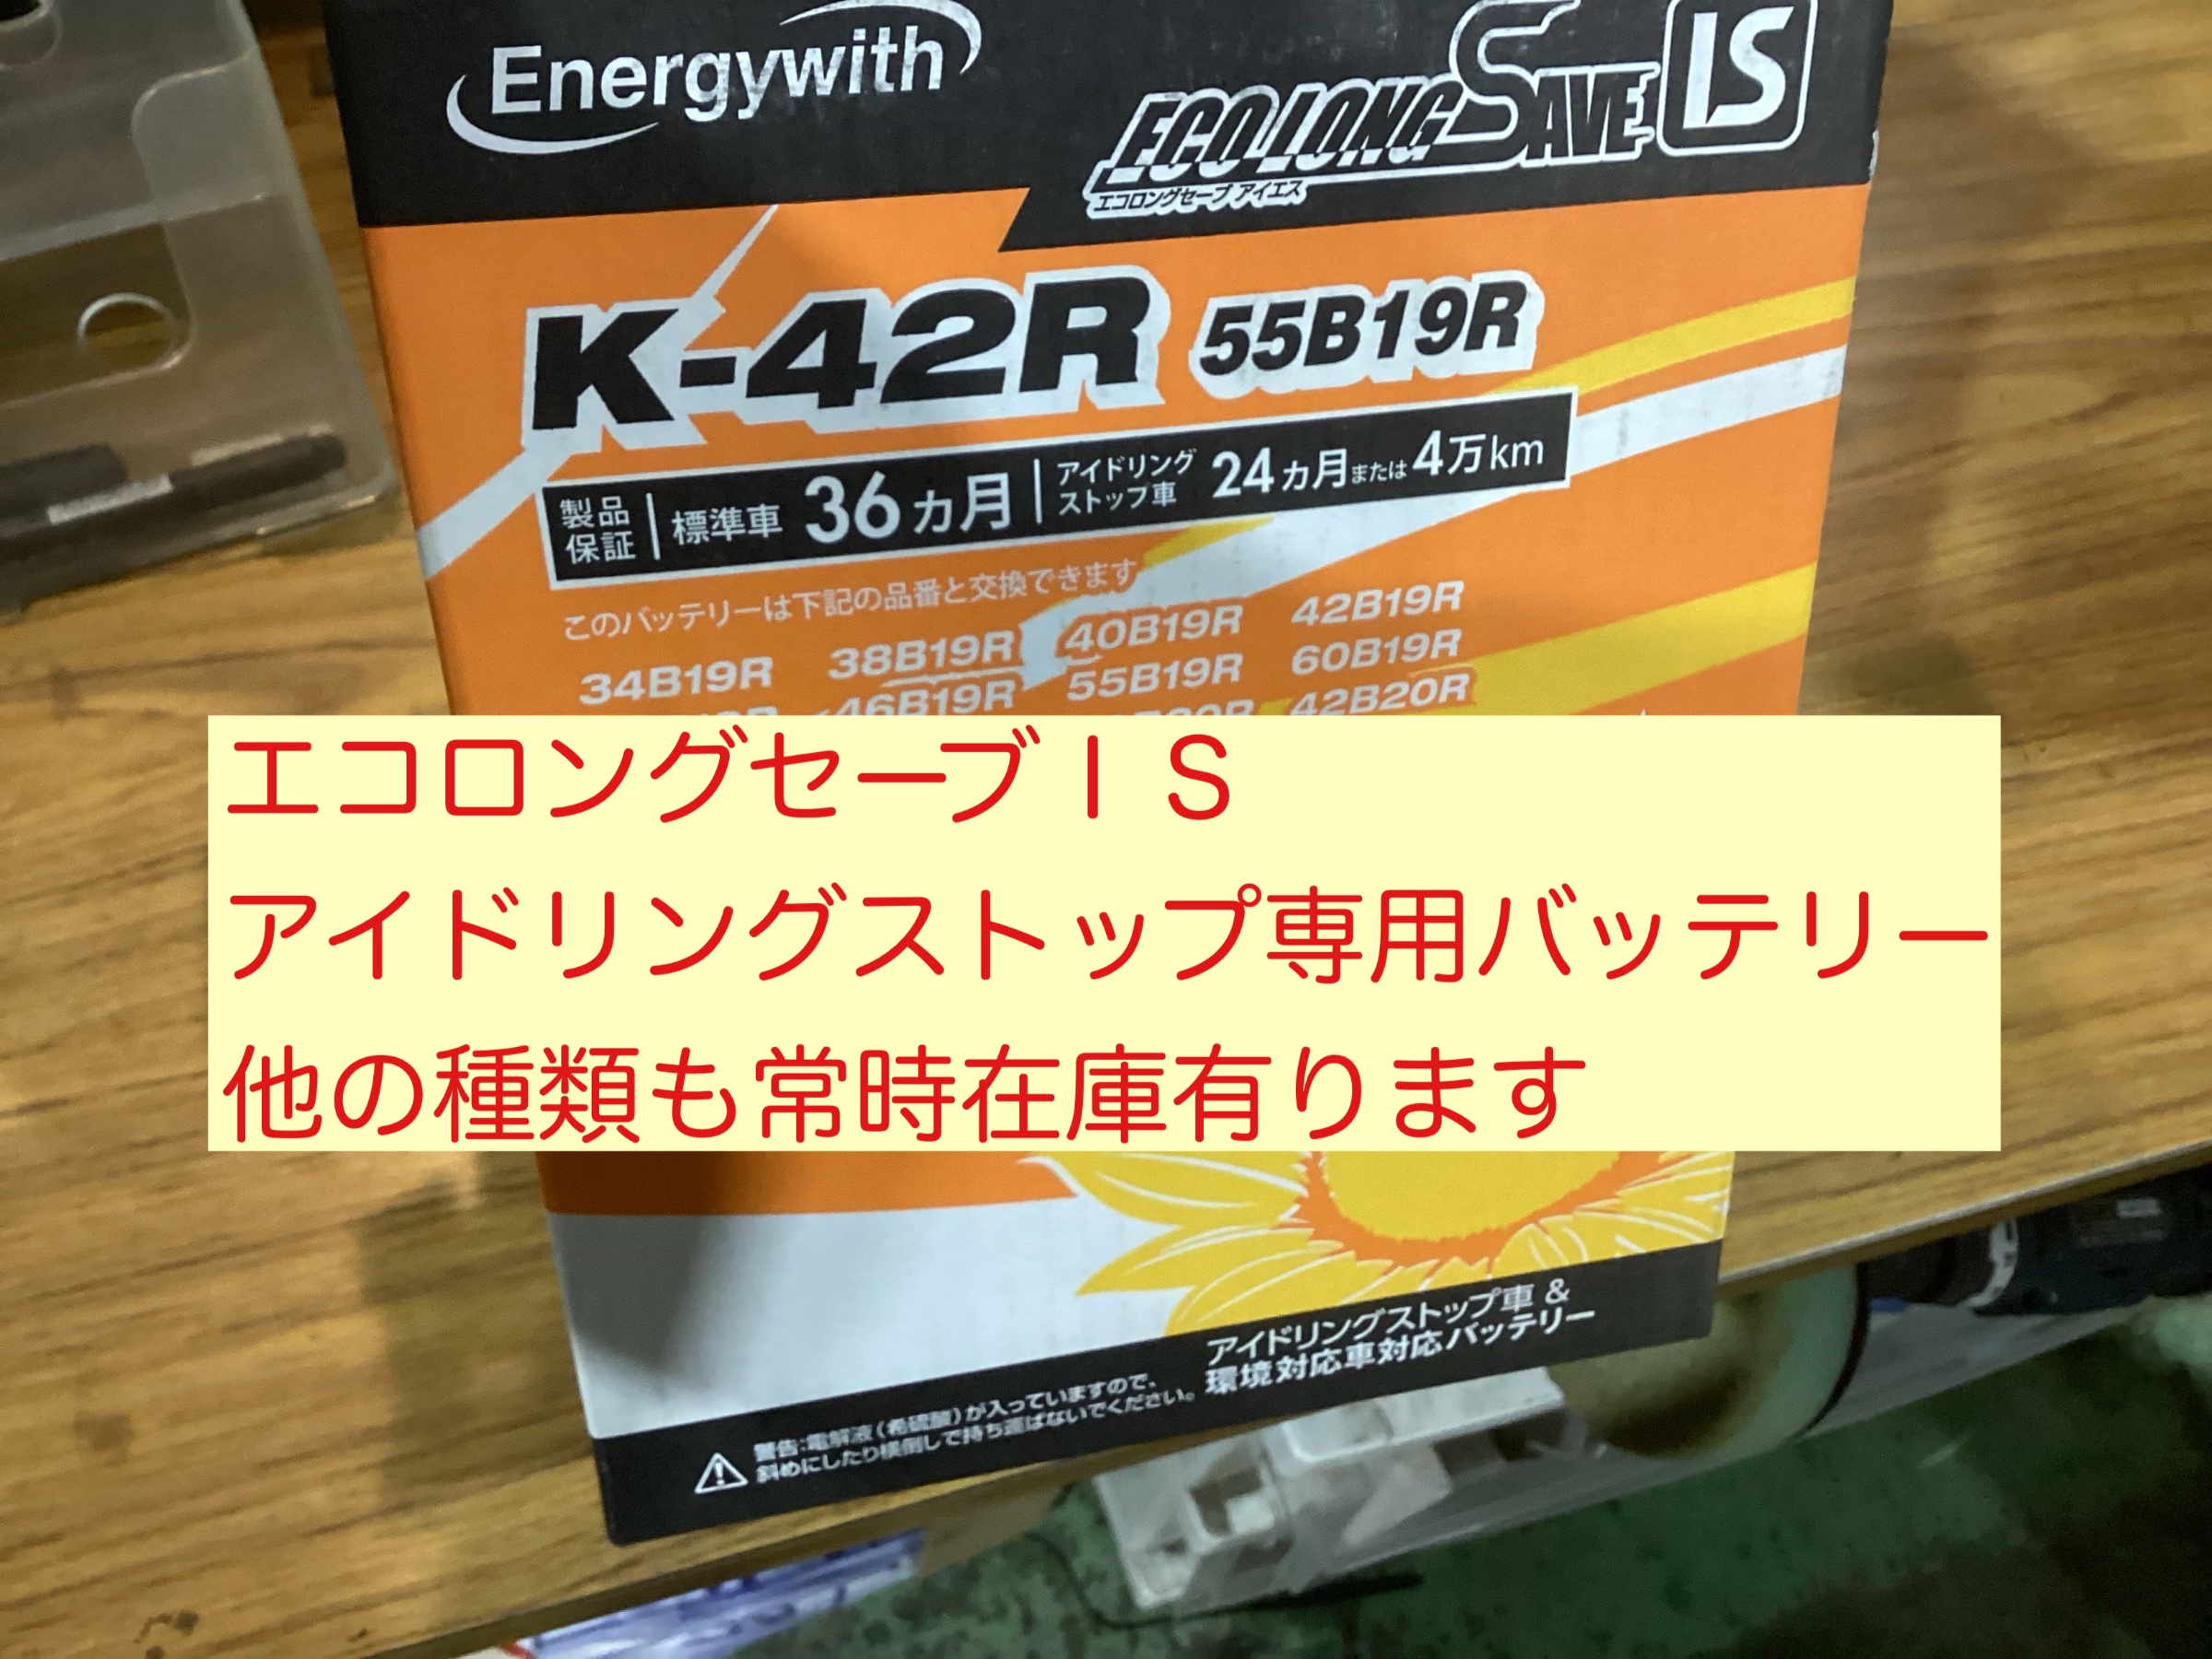 Energywith
ECO LONG SAVE IS
エコロングセーブ アイエス
K-42R 55B19R
製品保証 標準車 36カ月 アイドリングストップ車 24カ月または4万km
このバッテリーは下記の品番と交換できます
34B19R 38B19R 40B19R 42B19R
46B19R 55B19R 60B19R
42B20R
エコロングセーブＩＳ
アイドリングストップ専用バッテリー
他の種類も常時在庫有ります
アイドリングストップ車 &
環境対応車対応バッテリー
警告:電解液(希硫酸)が入っていますので、
斜めにしたり横倒しで持ち運ばないでください。